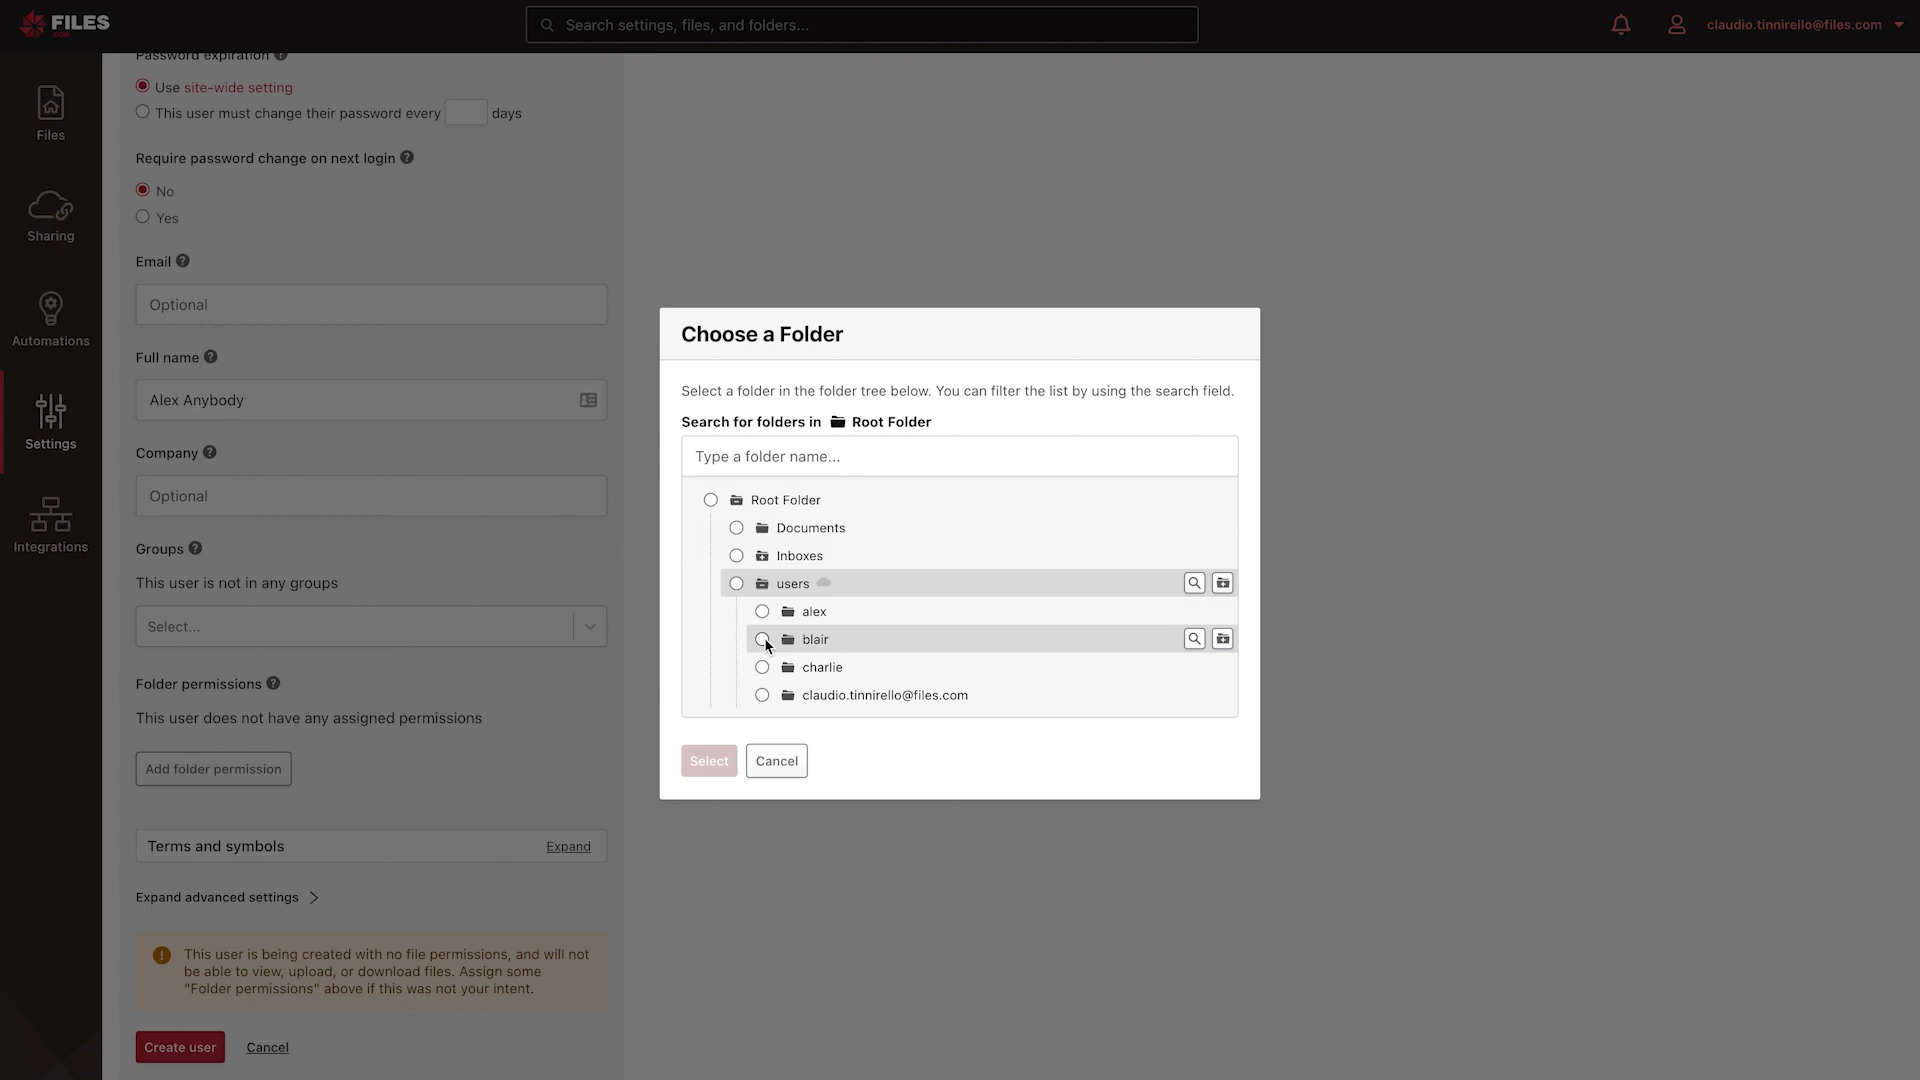 FILES
.COM
Search settings, files, and folders...
claudio.tinnirello@files.com
Files
Sharing
Automations
Settings
Integrations
Password expiration
Use site-wide setting
This user must change their password every days
Require password change on next login
No
Yes
Email
Optional
Full name
Alex Anybody
Company
Optional
Groups
This user is not in any groups
Select...
Folder permissions
This user does not have any assigned permissions
Add folder permission
Terms and symbols Expand
Expand advanced settings
This user is being created with no file permissions, and will not
be able to view, upload, or download files. Assign some
"Folder permissions" above if this was not your intent.
Create user Cancel
Choose a Folder
Select a folder in the folder tree below. You can filter the list by using the search field.
Search for folders in Root Folder
Type a folder name...
Root Folder
Documents
Inboxes
users
alex
blair
charlie
claudio.tinnirello@files.com
Select Cancel